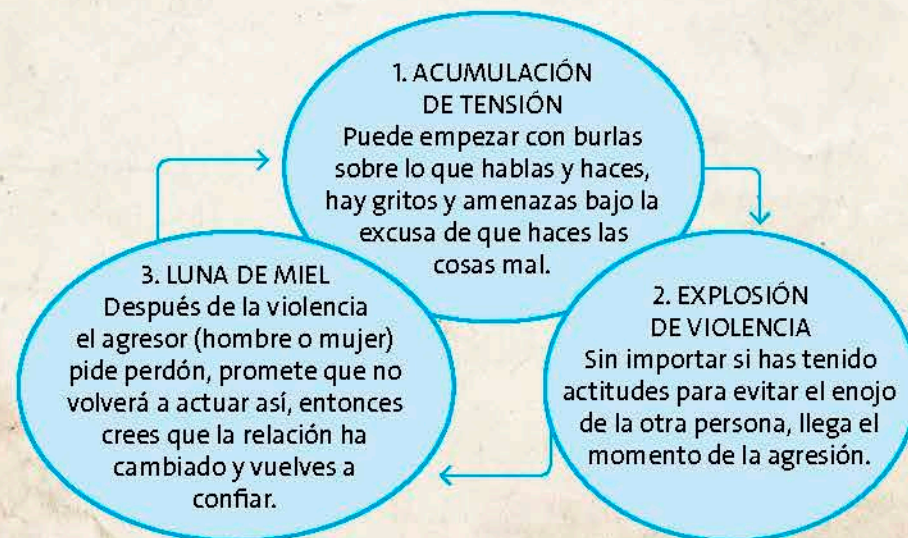 1. ACUMULACIÓN
DE TENSIÓN
Puede empezar con burlas
sobre lo que hablas y haces,
hay gritos y amenazas bajo la
excusa de que haces las
cosas mal.
2. EXPLOSIÓN
DE VIOLENCIA
Sin importar si has tenido
actitudes para evitar el enojo
de la otra persona, llega el
momento de la agresión.
3. LUNA DE MIEL
Después de la violencia
el agresor (hombre o mujer)
pide perdón, promete que no
volverá a actuar así, entonces
crees que la relación ha
cambiado y vuelves a
confiar.